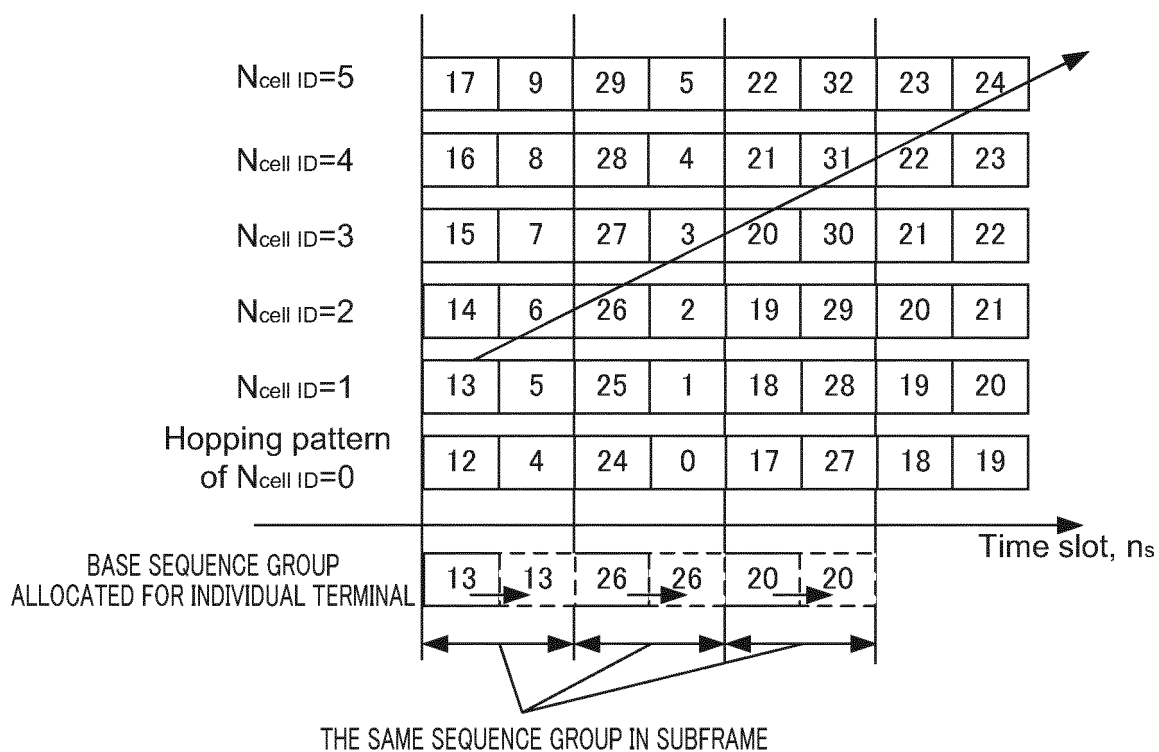 Ncell ID=5 17 9 29 5 22 32 23 24
Ncell ID=4 16 8 28 4 21 31 22 23
Ncell ID=3 15 7 27 3 20 30 21 22
Ncell ID=2 14 6 26 2 19 29 20 21
Ncell ID=1 13 5 25 1 18 28 19 20
Hopping pattern
of Ncell ID=0 12 4 24 0 17 27 18 19
Time slot, ns
BASE SEQUENCE GROUP
ALLOCATED FOR INDIVIDUAL TERMINAL 13 13 26 26 20 20
THE SAME SEQUENCE GROUP IN SUBFRAME